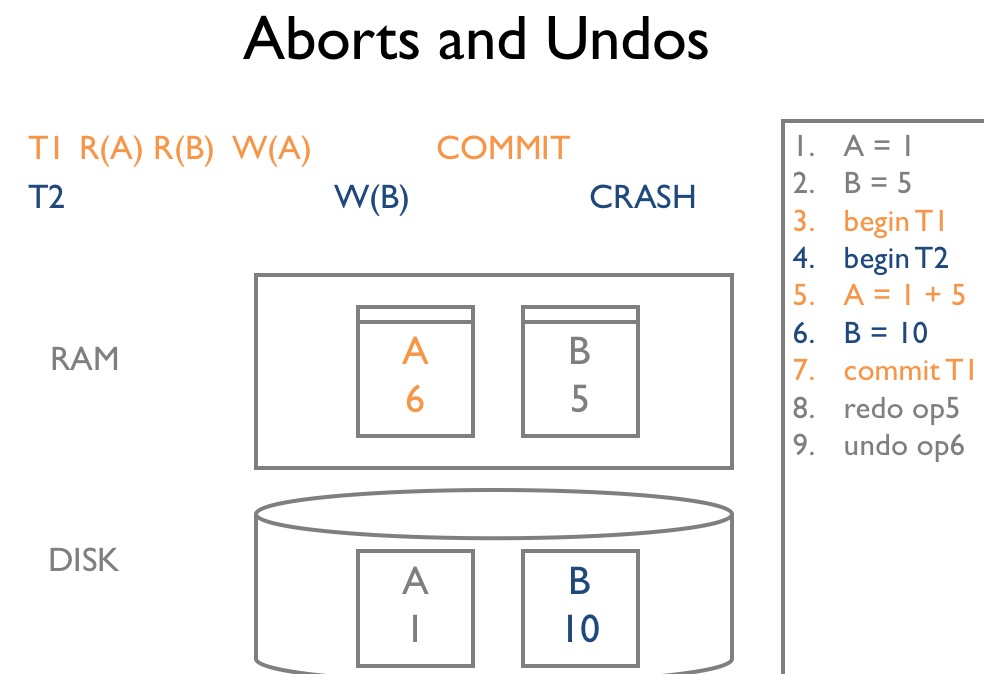 Aborts and Undos
T1 R(A) R(B) W(A) COMMIT
T2 W(B) CRASH
RAM
A
6
B
5
DISK
A
1
B
10
1. A = 1
2. B = 5
3. begin T1
4. begin T2
5. A = 1 + 5
6. B = 10
7. commit T1
8. redo op5
9. undo op6